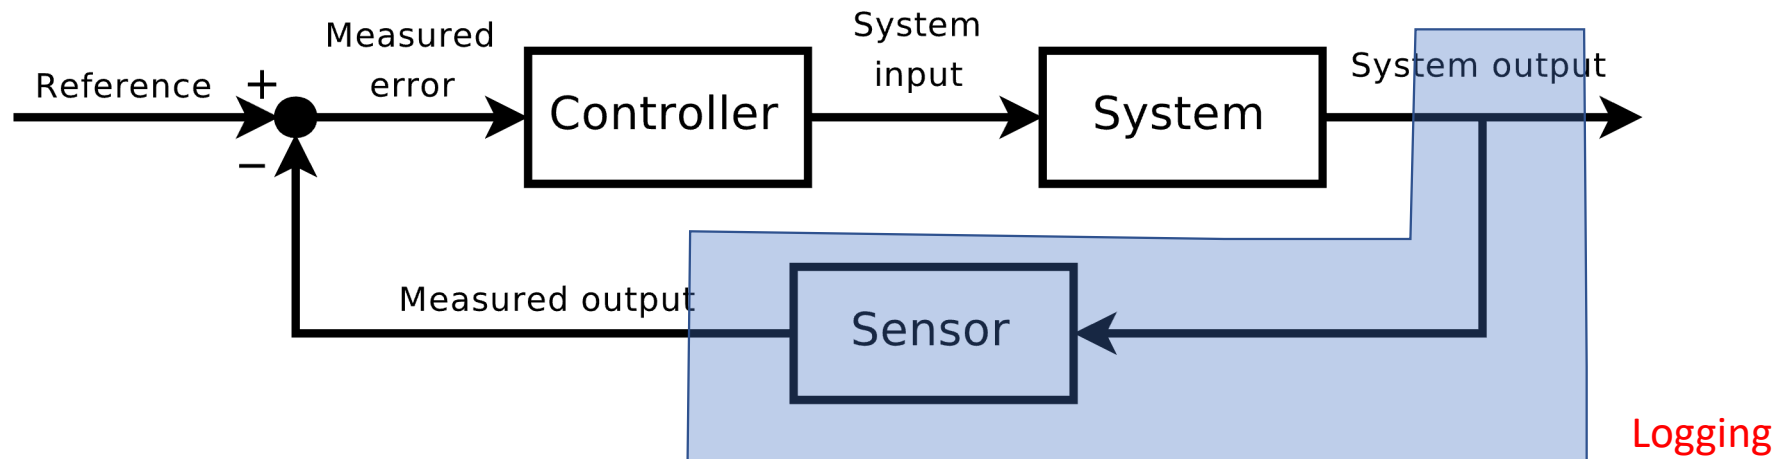 Reference
+
−
Measured
error
Controller
System
input
System
System output
Measured output
Sensor
Logging